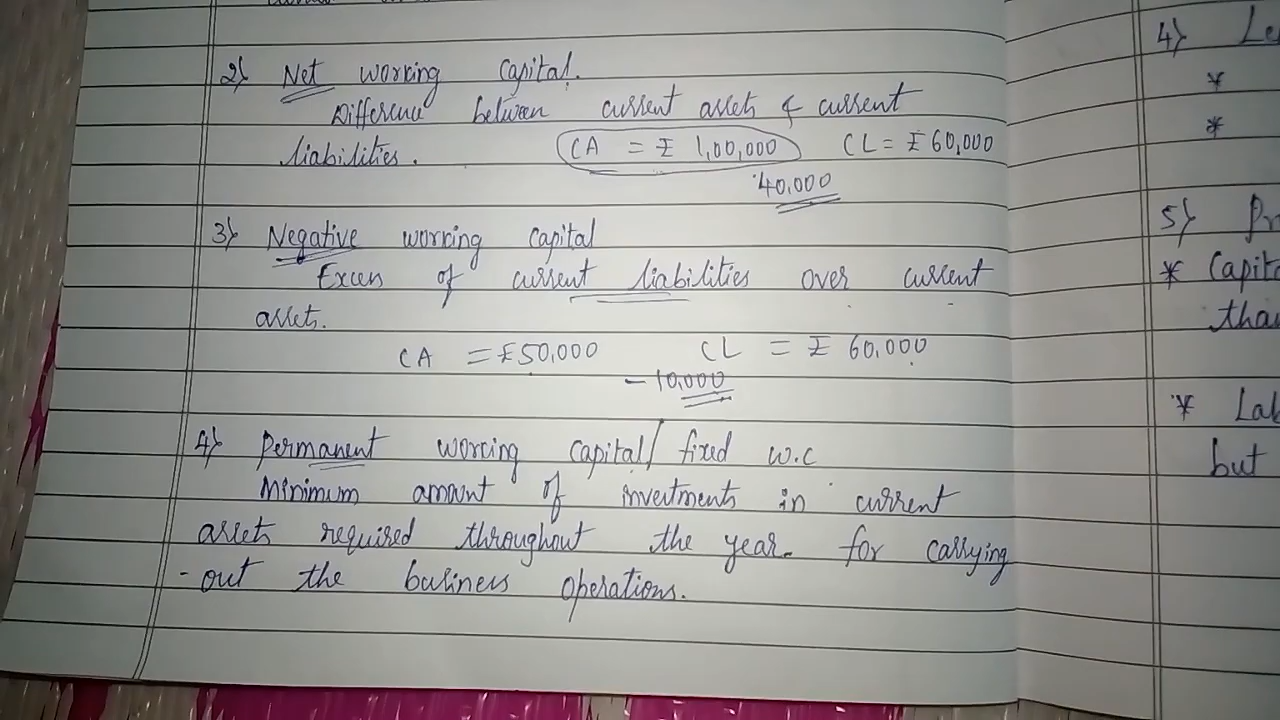 2) Net working capital.
Difference between current assets & current
liabilities. CA = ₹ 1,00,000 CL = ₹ 60,000
40,000
3) Negative working capital
Excess of current liabilities over current
assets.
CA = ₹ 50,000 CL = ₹ 60,000
- 10,000
4) Permanent working capital/ fixed w.c
Minimum amount of investments in current
assets required throughout the year for carrying
- out the business operations.
4)
*
*
5)
*
than
*
but